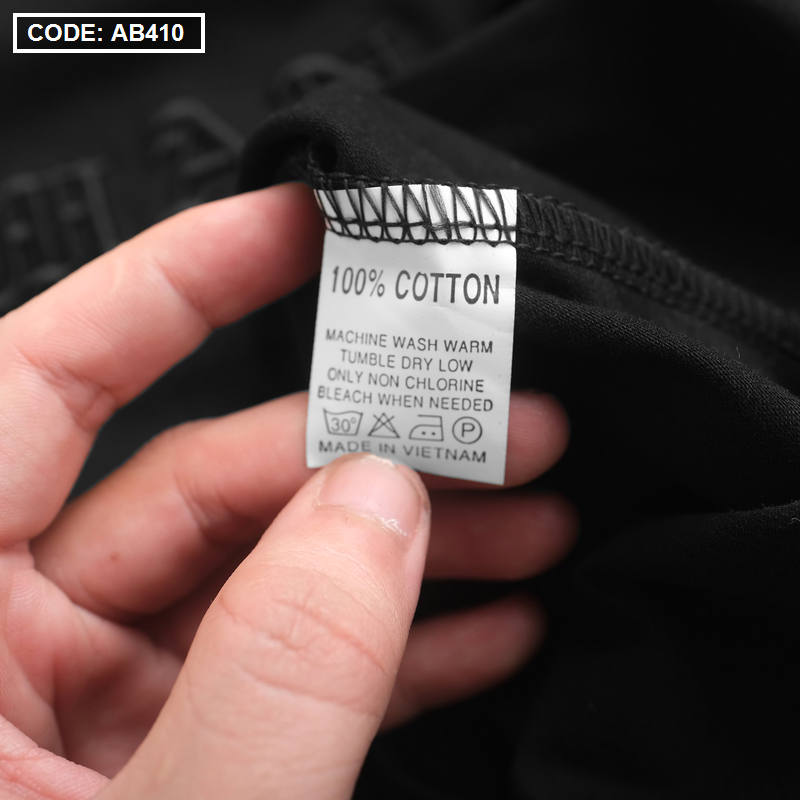 CODE: AB410
100% COTTON
MACHINE WASH WARM
TUMBLE DRY LOW
ONLY NON CHLORINE
BLEACH WHEN NEEDED
30° P
MADE IN VIETNAM